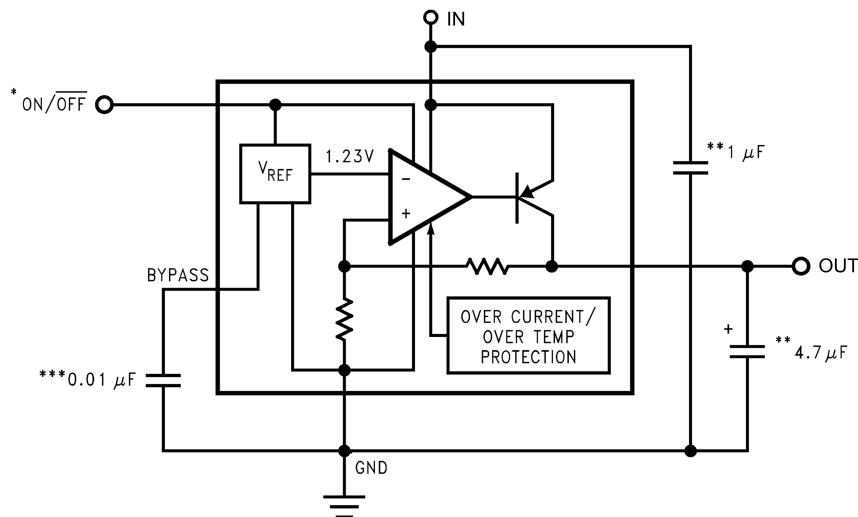 IN
*ON/OFF
1.23V
VREF
**1 μF
−
+
BYPASS
OUT
OVER CURRENT/
OVER TEMP
PROTECTION
+
**4.7 μF
***0.01 μF
GND